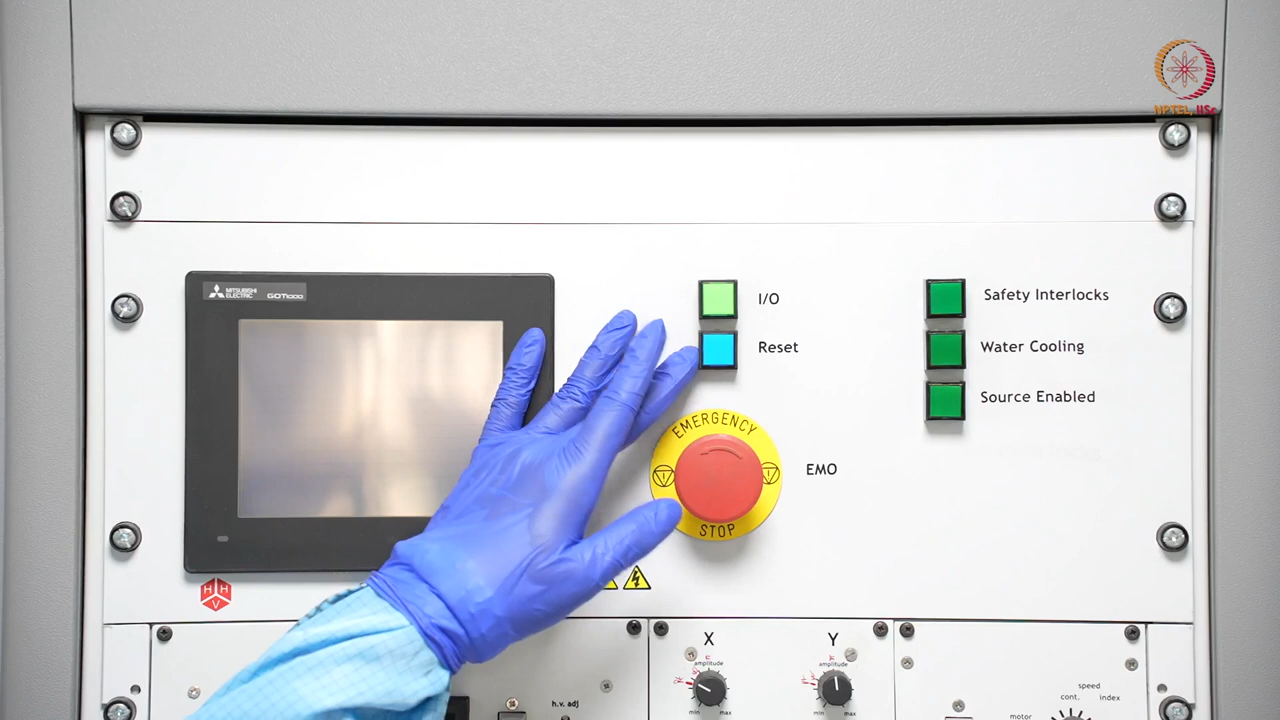 NPTEL, IISc
MITSUBISHI
ELECTRIC
GOT1000
I/O
Reset
Safety Interlocks
Water Cooling
Source Enabled
EMERGENCY
STOP
EMO
H H
V
X
amplitude
min max
Y
amplitude
min max
h.v. adj
speed
cont. index
motor